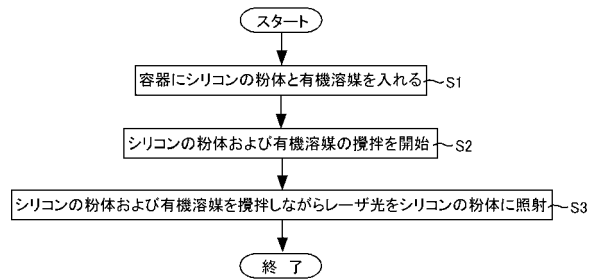 スタート
容器にシリコンの粉体と有機溶媒を入れる S1
シリコンの粉体および有機溶媒の攪拌を開始 S2
シリコンの粉体および有機溶媒を攪拌しながらレーザ光をシリコンの粉体に照射 S3
終 了